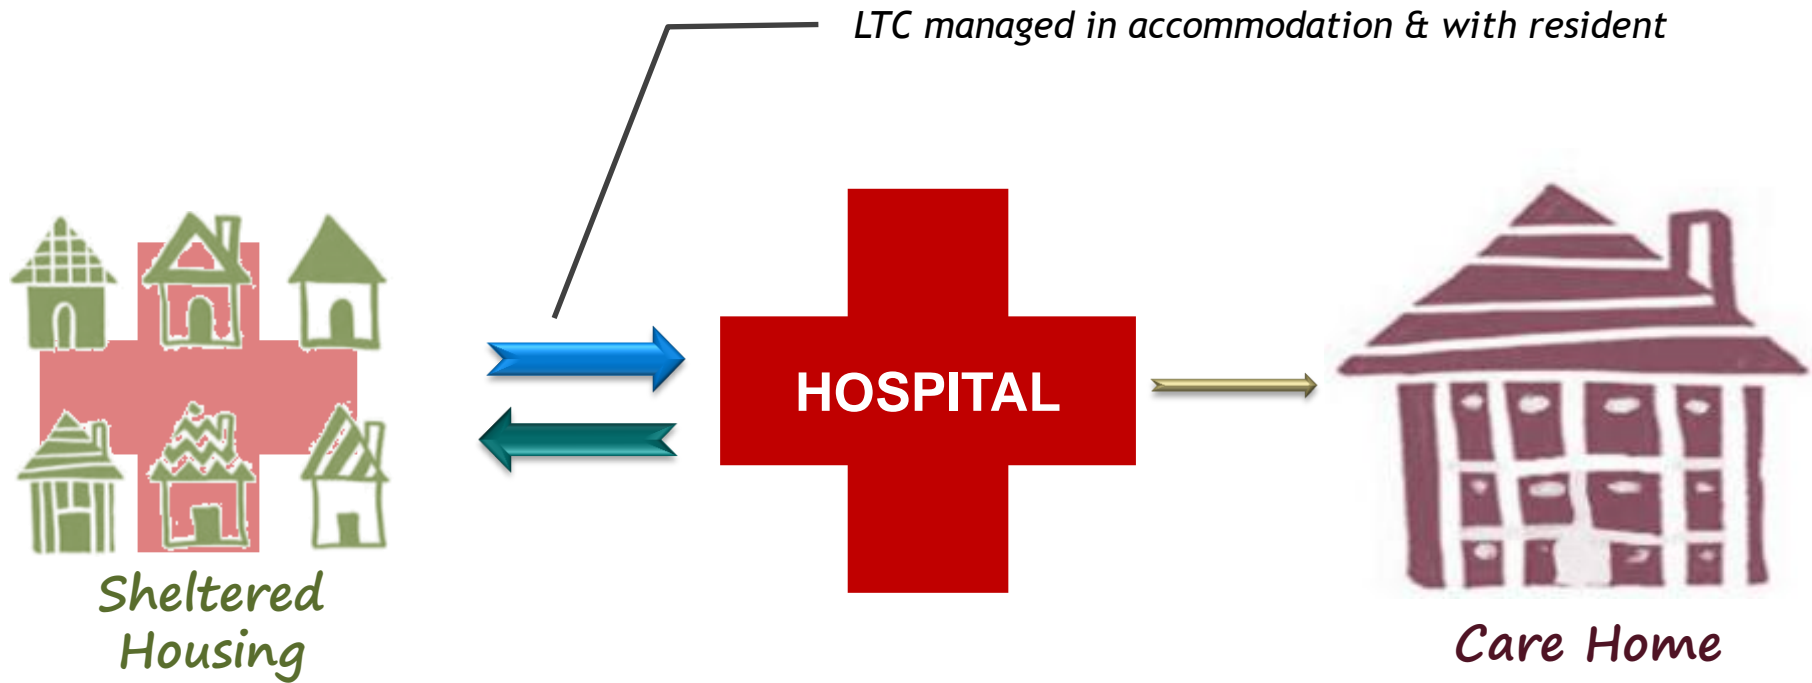 LTC managed in accommodation & with resident
HOSPITAL
Sheltered
Housing
Care Home